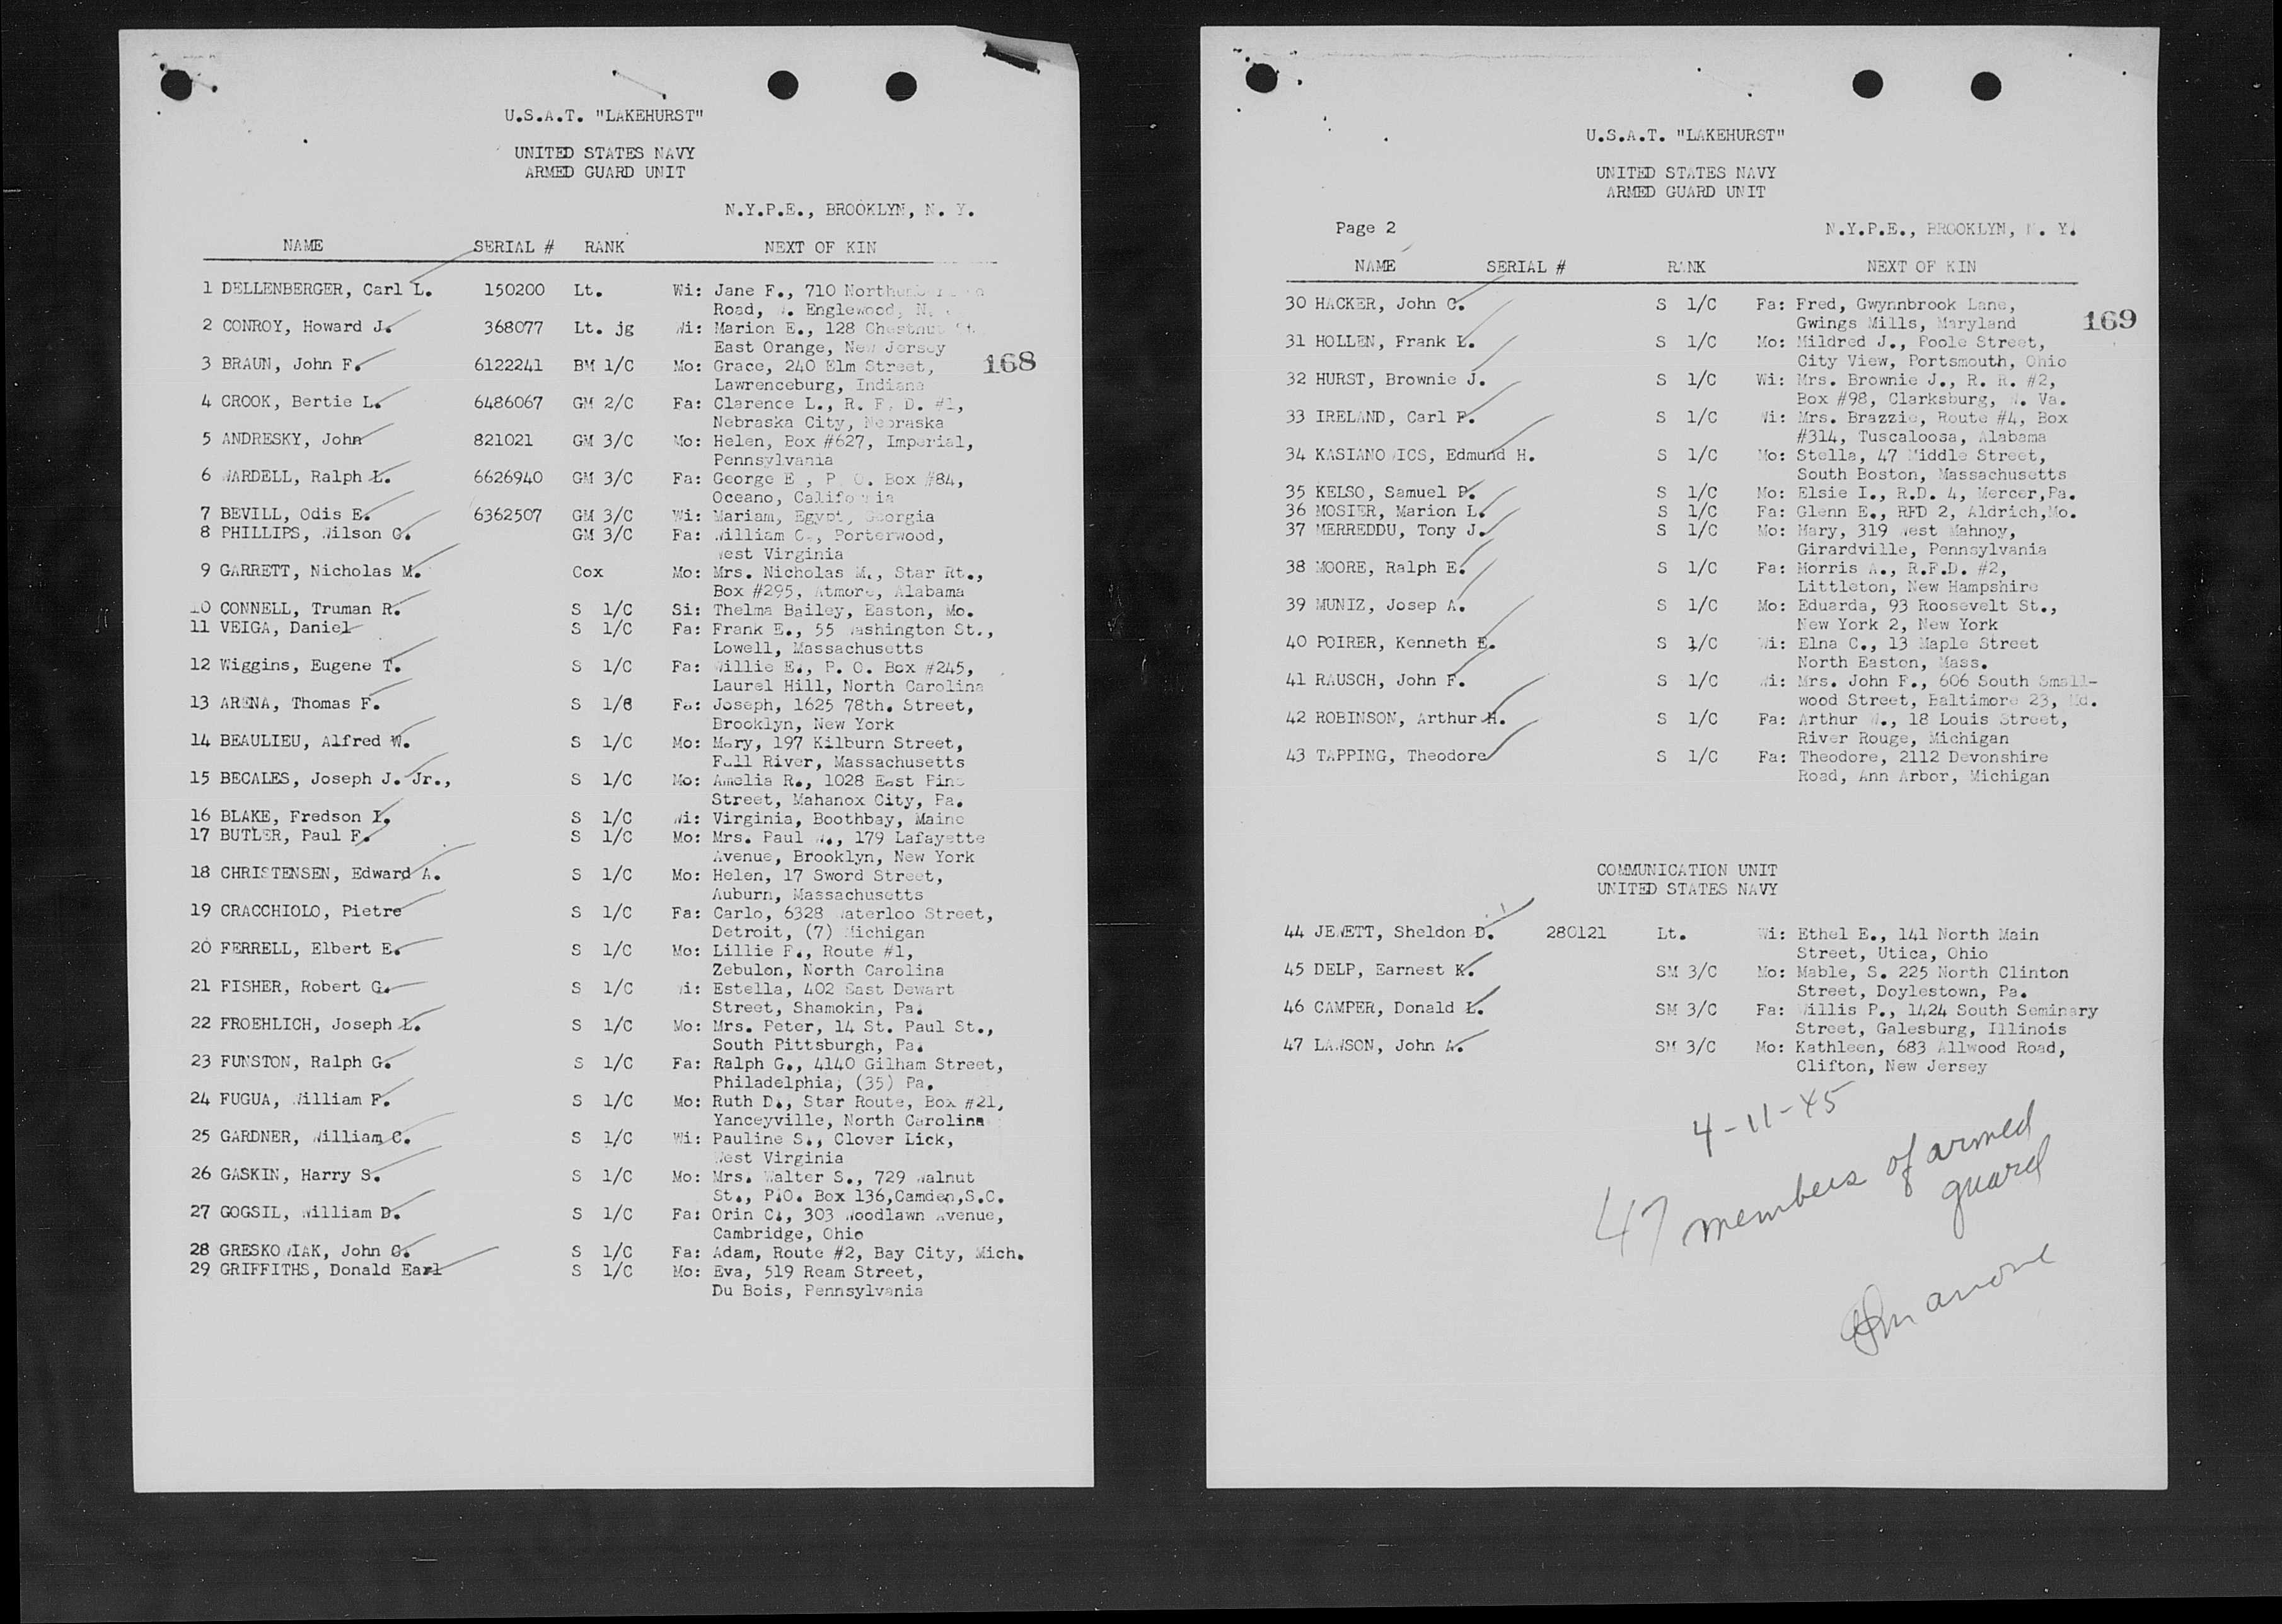 U.S.A.T. "LAKEHURST"
UNITED STATES NAVY
ARMED GUARD UNIT
N.Y.P.E., BROOKLYN, N. Y.
NAME SERIAL # RANK NEXT OF KIN
1 DELLENBERGER, Carl L. 150200 Lt. Wi: Jane F., 710
Road, W. Englewood, N.
2 CONROY, Howard J. 368077 Lt. jg Wi: Marion E., 128 Chestnut St.
East Orange, New Jersey
3 BRAUN, John F. 6122241 BM 1/C Mo: Grace, 240 Elm Street,
168
Lawrenceburg, Indiana
4 CROOK, Bertie L. 6486067 GM 2/C Fa: Clarence L., R. F. D. #1,
Nebraska City, Nebraska
5 ANDRESKY, John 821021 GM 3/C Mo: Helen, Box #627, Imperial,
Pennsylvania
6 WARDELL, Ralph L. 6626940 GM 3/C Fa: George E., P. O. Box #84,
Oceano, California
7 BEVILL, Odis E. 6362507 GM 3/C Wi: Mariam, Egypt, Georgia
8 PHILLIPS, Wilson G. GM 3/C Fa: William C., Porterwood,
West Virginia
9 GARRETT, Nicholas M. Cox Mo: Mrs. Nicholas M., Star Rt.,
Box #295, Atmore, Alabama
10 CONNELL, Truman R. S 1/C Si: Thelma Bailey, Easton, Mo.
11 VEIGA, Daniel S 1/C Fa: Frank E., 55 Washington St.,
Lowell, Massachusetts
12 Wiggins, Eugene T. S 1/C Fa: Willie E., P. O. Box #245,
Laurel Hill, North Carolina
13 ARENA, Thomas F. S 1/C Fa: Joseph, 1625 78th. Street,
Brooklyn, New York
14 BEAULIEU, Alfred W. S 1/C Mo: Mary, 197 Kilburn Street,
Fall River, Massachusetts
15 BECALES, Joseph J. Jr., S 1/C Mo: Amelia R., 1028 East Pine
Street, Mahanox City, Pa.
16 BLAKE, Fredson I. S 1/C Wi: Virginia, Boothbay, Maine
17 BUTLER, Paul F. S 1/C Mo: Mrs. Paul W., 179 Lafayette
Avenue, Brooklyn, New York
18 CHRISTENSEN, Edward A. S 1/C Mo: Helen, 17 Sword Street,
Auburn, Massachusetts
19 CRACCHIOLO, Pietre S 1/C Fa: Carlo, 6328 Waterloo Street,
Detroit, (7) Michigan
20 FERRELL, Elbert E. S 1/C Mo: Lillie F., Route #1,
Zebulon, North Carolina
21 FISHER, Robert G. S 1/C Wi: Estella, 402 East Dewart
Street, Shamokin, Pa.
22 FROEHLICH, Joseph L. S 1/C Mo: Mrs. Peter, 14 St. Paul St.,
South Pittsburgh, Pa.
23 FUNSTON, Ralph G. S 1/C Fa: Ralph G., 4140 Gilham Street,
Philadelphia, (35) Pa.
24 FUGUA, William F. S 1/C Mo: Ruth D., Star Route, Box #21,
Yanceyville, North Carolina
25 GARDNER, William C. S 1/C Wi: Pauline S., Clover Lick,
West Virginia
26 GASKIN, Harry S. S 1/C Mo: Mrs. Walter S., 729 Walnut
St., P.O. Box 136,Camden,S.C.
27 GOGSIL, William D. S 1/C Fa: Orin C., 303 Woodlawn Avenue,
Cambridge, Ohio
28 GRESKOWIAK, John C. S 1/C Fa: Adam, Route #2, Bay City, Mich.
29 GRIFFITHS, Donald Earl S 1/C Mo: Eva, 519 Ream Street,
Du Bois, Pennsylvania
U.S.A.T. "LAKEHURST"
UNITED STATES NAVY
ARMED GUARD UNIT
Page 2 N.Y.P.E., BROOKLYN, N. Y.
NAME SERIAL # RANK NEXT OF KIN
30 HACKER, John C. S 1/C Fa: Fred, Gwynnbrook Lane,
Gwings Mills, Maryland
169
31 HOLLEN, Frank L. S 1/C Mo: Mildred J., Poole Street,
City View, Portsmouth, Ohio
32 HURST, Brownie J. S 1/C Wi: Mrs. Brownie J., R. R. #2,
Box #98, Clarksburg, W. Va.
33 IRELAND, Carl P. S 1/C Wi: Mrs. Brazzie, Route #4, Box
#314, Tuscaloosa, Alabama
34 KASIANOWICS, Edmund H. S 1/C Mo: Stella, 47 Middle Street,
South Boston, Massachusetts
35 KELSO, Samuel P. S 1/C Mo: Elsie I., R.D. 4, Mercer,Pa.
36 MOSIER, Marion L. S 1/C Fa: Glenn E., RFD 2, Aldrich,Mo.
37 MERREDDU, Tony J. S 1/C Mo: Mary, 319 West Mahnoy,
Girardville, Pennsylvania
38 MOORE, Ralph E. S 1/C Fa: Morris A., R.F.D. #2,
Littleton, New Hampshire
39 MUNIZ, Josep A. S 1/C Mo: Eduarda, 93 Roosevelt St.,
New York 2, New York
40 POIRER, Kenneth E. S 1/C Wi: Elna C., 13 Maple Street
North Easton, Mass.
41 RAUSCH, John F. S 1/C Wi: Mrs. John F., 606 South Small-
wood Street, Baltimore 23, Md.
42 ROBINSON, Arthur H. S 1/C Fa: Arthur W., 18 Louis Street,
River Rouge, Michigan
43 TAPPING, Theodore S 1/C Fa: Theodore, 2112 Devonshire
Road, Ann Arbor, Michigan
COMMUNICATION UNIT
UNITED STATES NAVY
44 JEWETT, Sheldon D. 280121 Lt. Wi: Ethel E., 141 North Main
Street, Utica, Ohio
45 DELP, Earnest K. SM 3/C Mo: Mable, S. 225 North Clinton
Street, Doylestown, Pa.
46 CAMPER, Donald L. SM 3/C Fa: Willis P., 1424 South Seminary
Street, Galesburg, Illinois
47 LAWSON, John A. SM 3/C Mo: Kathleen, 683 Allwood Road,
Clifton, New Jersey
4-11-45
47 members of armed
guard